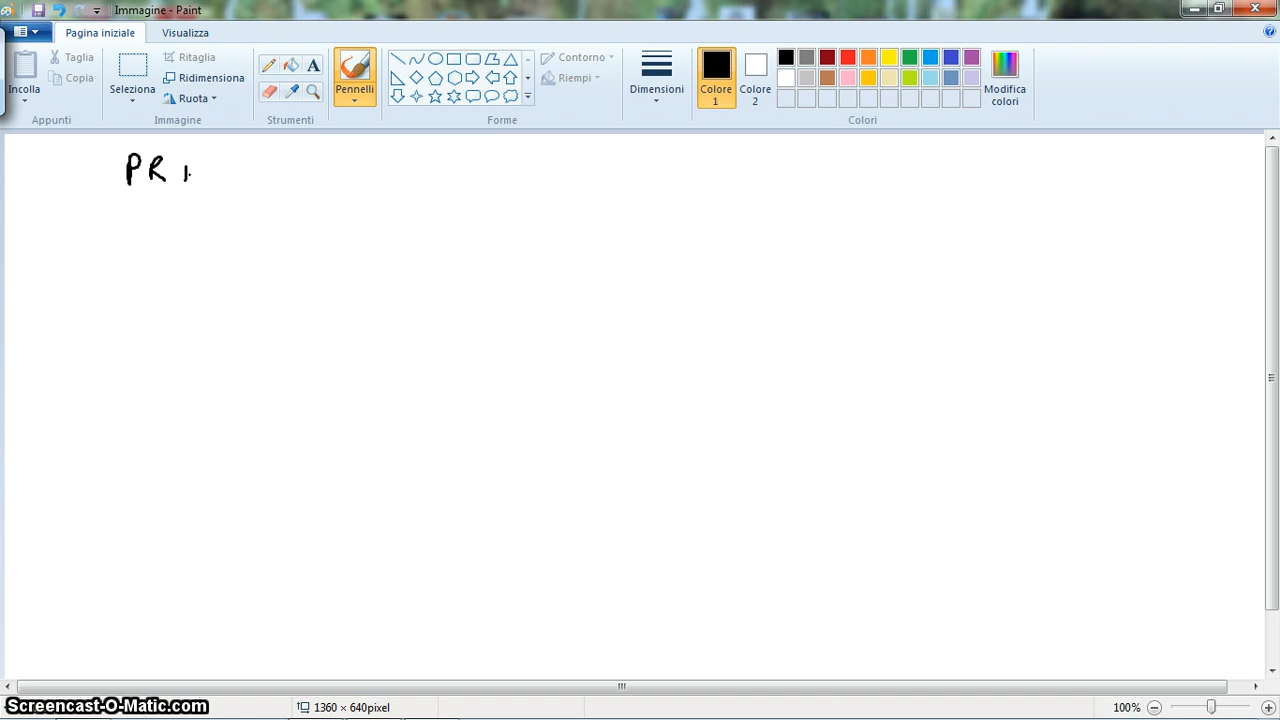 Immagine - Paint
Pagina iniziale Visualizza
Incolla
Taglia
Copia
Appunti
Seleziona
Ritaglia
Ridimensiona
Ruota
Immagine
A
Strumenti
Pennelli
Contorno
Riempi
Forme
Dimensioni
Colore 1
Colore 2
Modifica colori
Colori
PR
Screencast-O-Matic.com
1360 × 640pixel
100%